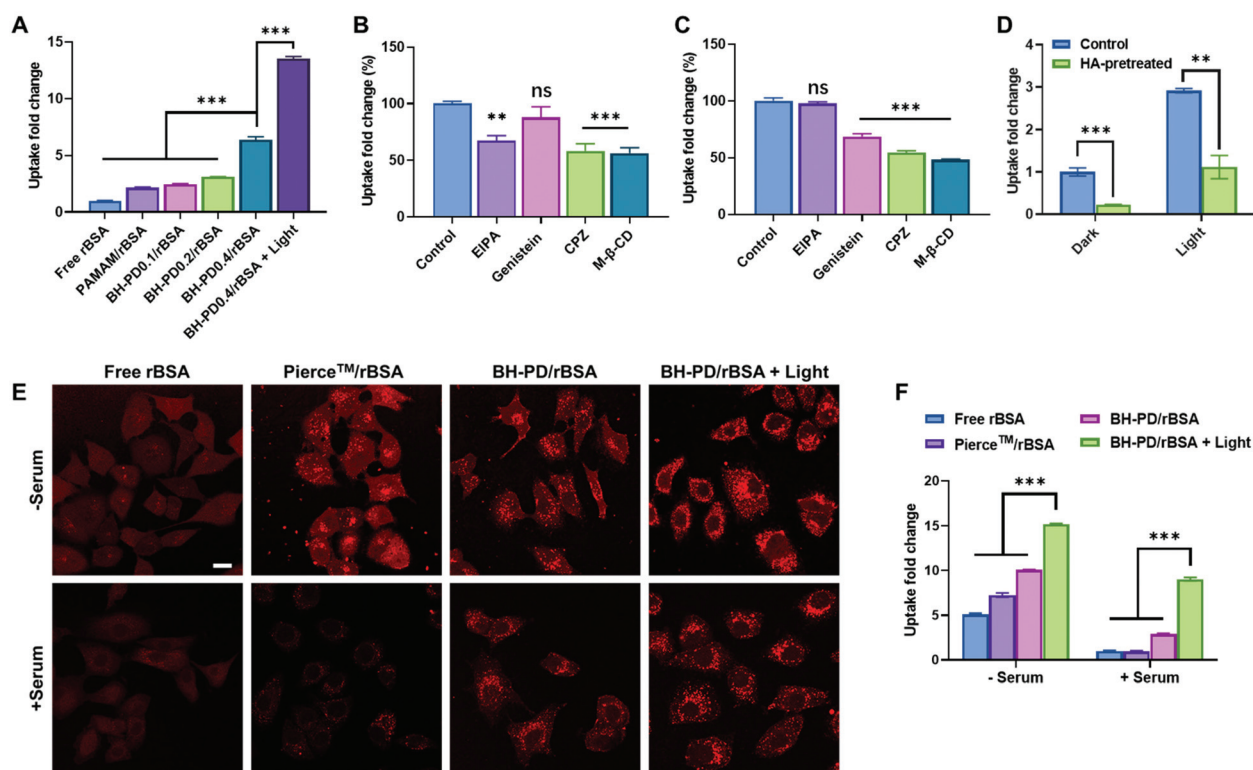 A
Uptake fold change
15
10
5
0
***
***
Free rBSA
PAMAM/rBSA
BH-PD0.1/rBSA
BH-PD0.2/rBSA
BH-PD0.4/rBSA
BH-PD0.4/rBSA + Light
B
Uptake fold change (%)
150
100
50
0
**
ns
***
Control
EIPA
Genistein
CPZ
M-β-CD
C
Uptake fold change (%)
150
100
50
0
ns
***
Control
EIPA
Genistein
CPZ
M-β-CD
D
Control
HA-pretreated
Uptake fold change
4
3
2
1
0
***
**
Dark
Light
E
Free rBSA
Pierce™/rBSA
BH-PD/rBSA
BH-PD/rBSA + Light
-Serum
+Serum
F
Free rBSA
BH-PD/rBSA
Pierce™/rBSA
BH-PD/rBSA + Light
Uptake fold change
20
15
10
5
0
***
***
- Serum
+ Serum